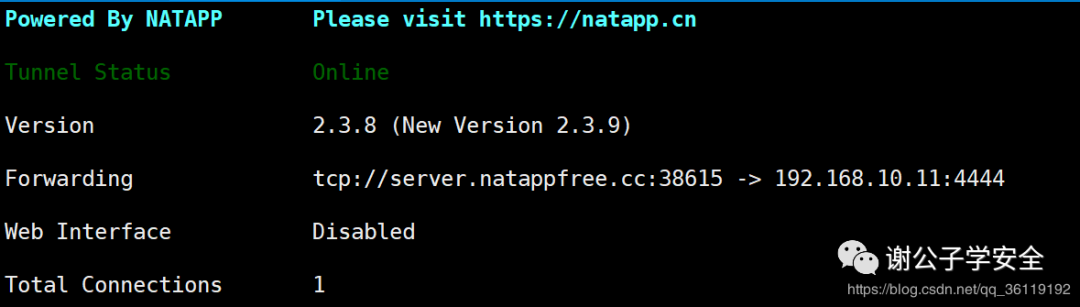 Powered By NATAPP Please visit https://natapp.cn
Tunnel Status Online
Version 2.3.8 (New Version 2.3.9)
Forwarding tcp://server.natappfree.cc:38615 -> 192.168.10.11:4444
Web Interface Disabled
Total Connections 1
谢公子学安全
https://blog.csdn.net/qq_36119192